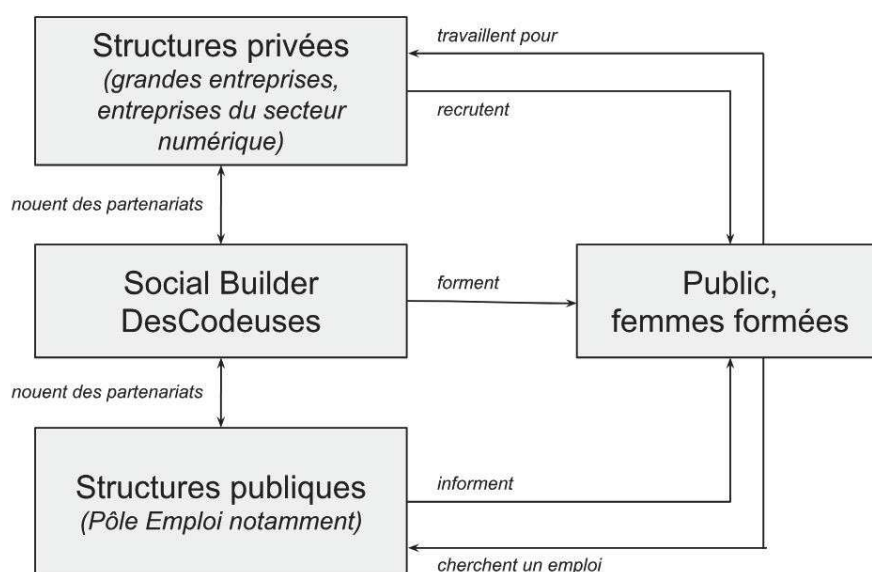 Structures privées
(grandes entreprises,
entreprises du secteur
numérique)
travaillent pour
recrutent
nouent des partenariats
Social Builder
DesCodeuses
forment
Public,
femmes formées
nouent des partenariats
Structures publiques
(Pôle Emploi notamment)
informent
cherchent un emploi